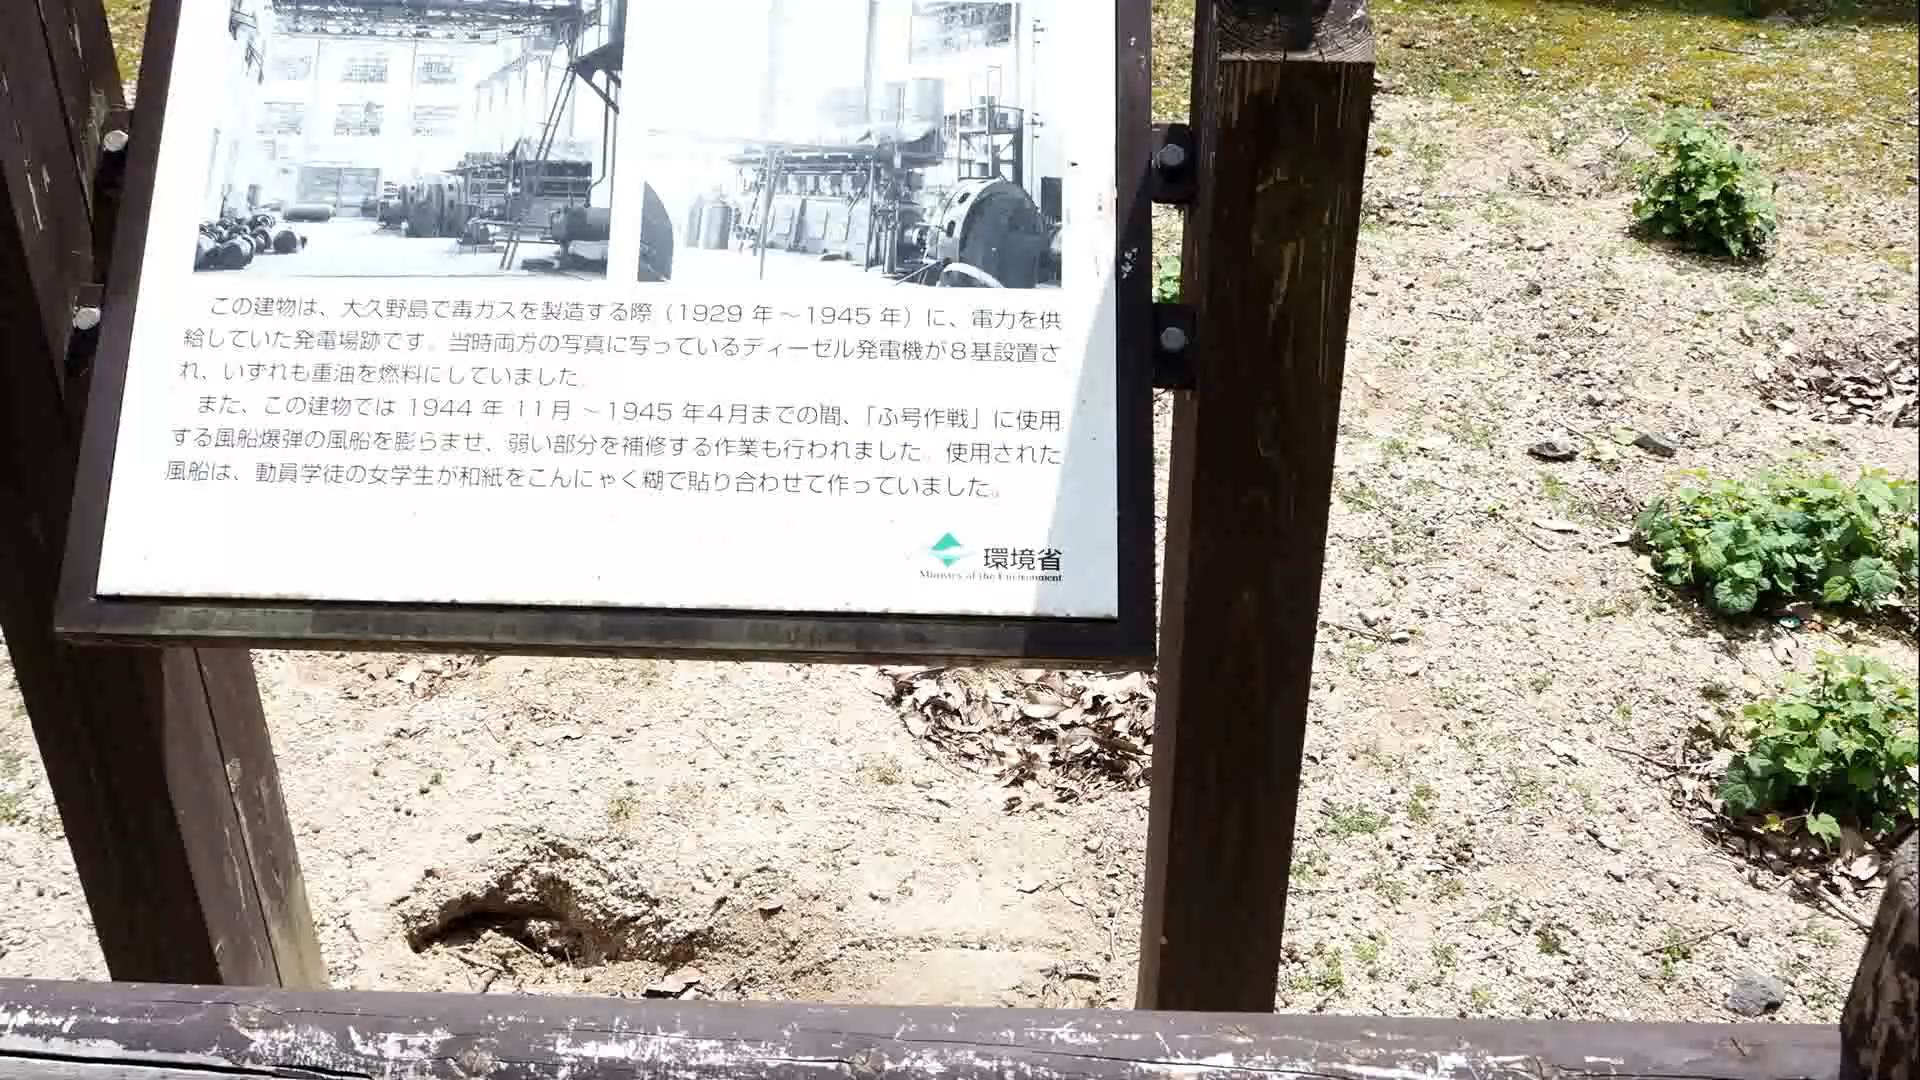 この建物は、大久野島で毒ガスを製造する際（1929 年～1945 年）に、電力を供
給していた発電場跡です。当時両方の写真に写っているディーゼル発電機が８基設置さ
れ、いずれも重油を燃料にしていました。
また、この建物では 1944 年 11月 ～1945 年4月までの間、「ふ号作戦」に使用
する風船爆弾の風船を膨らませ、弱い部分を補修する作業も行われました。使用された
風船は、動員学徒の女学生が和紙をこんにゃく糊で貼り合わせて作っていました。
環境省
Ministry of the Environment